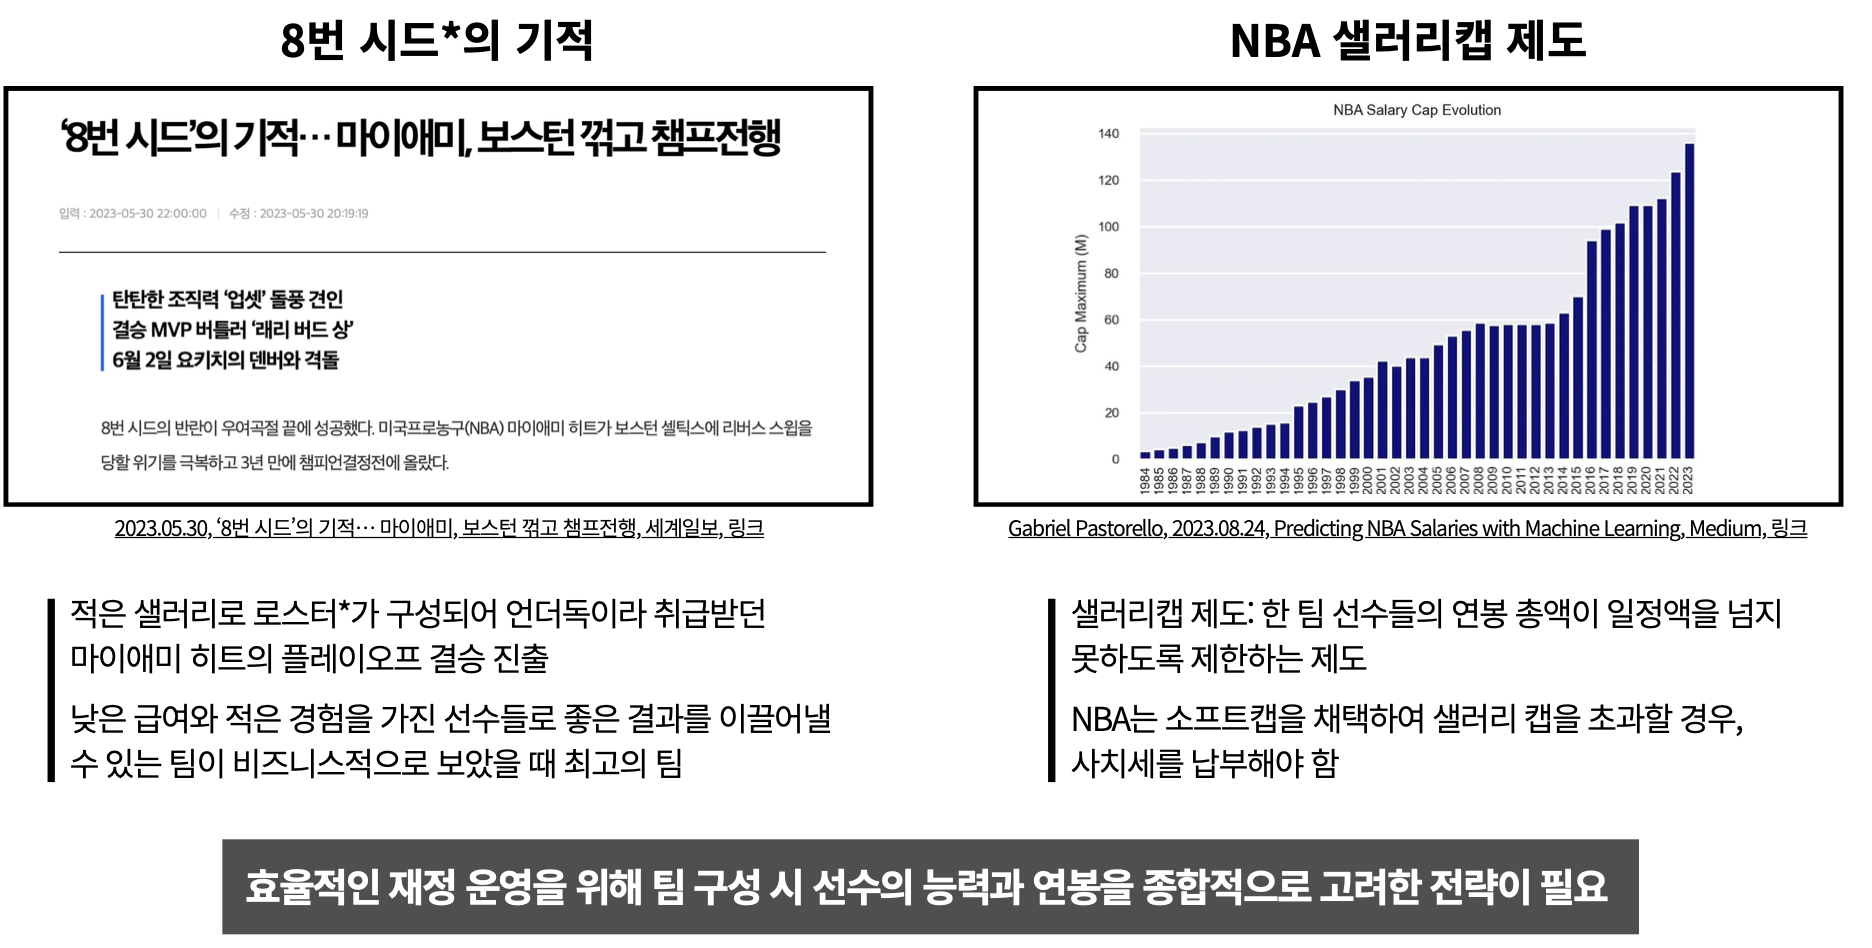 8번 시드*의 기적
‘8번 시드’의 기적… 마이애미, 보스턴 꺾고 챔프전행
입력 : 2023-05-30 22:00:00 | 수정 : 2023-05-30 20:19:19
탄탄한 조직력 ‘업셋’ 돌풍 견인
결승 MVP 버틀러 ‘래리 버드 상’
6월 2일 요키치의 덴버와 격돌
8번 시드의 반란이 우여곡절 끝에 성공했다. 미국프로농구(NBA) 마이애미 히트가 보스턴 셀틱스에 리버스 스윕을
당할 위기를 극복하고 3년 만에 챔피언결정전에 올랐다.
2023.05.30, ‘8번 시드’의 기적… 마이애미, 보스턴 꺾고 챔프전행, 세계일보, 링크
적은 샐러리로 로스터*가 구성되어 언더독이라 취급받던
마이애미 히트의 플레이오프 결승 진출
낮은 급여와 적은 경험을 가진 선수들로 좋은 결과를 이끌어낼
수 있는 팀이 비즈니스적으로 보았을 때 최고의 팀
NBA 샐러리캡 제도
NBA Salary Cap Evolution
Cap Maximum (M)
140
120
100
80
60
40
20
0
1984
1985
1986
1987
1988
1989
1990
1991
1992
1993
1994
1995
1996
1997
1998
1999
2000
2001
2002
2003
2004
2005
2006
2007
2008
2009
2010
2011
2012
2013
2014
2015
2016
2017
2018
2019
2020
2021
2022
2023
Gabriel Pastorello, 2023.08.24, Predicting NBA Salaries with Machine Learning, Medium, 링크
샐러리캡 제도: 한 팀 선수들의 연봉 총액이 일정액을 넘지
못하도록 제한하는 제도
NBA는 소프트캡을 채택하여 샐러리 캡을 초과할 경우,
사치세를 납부해야 함
효율적인 재정 운영을 위해 팀 구성 시 선수의 능력과 연봉을 종합적으로 고려한 전략이 필요